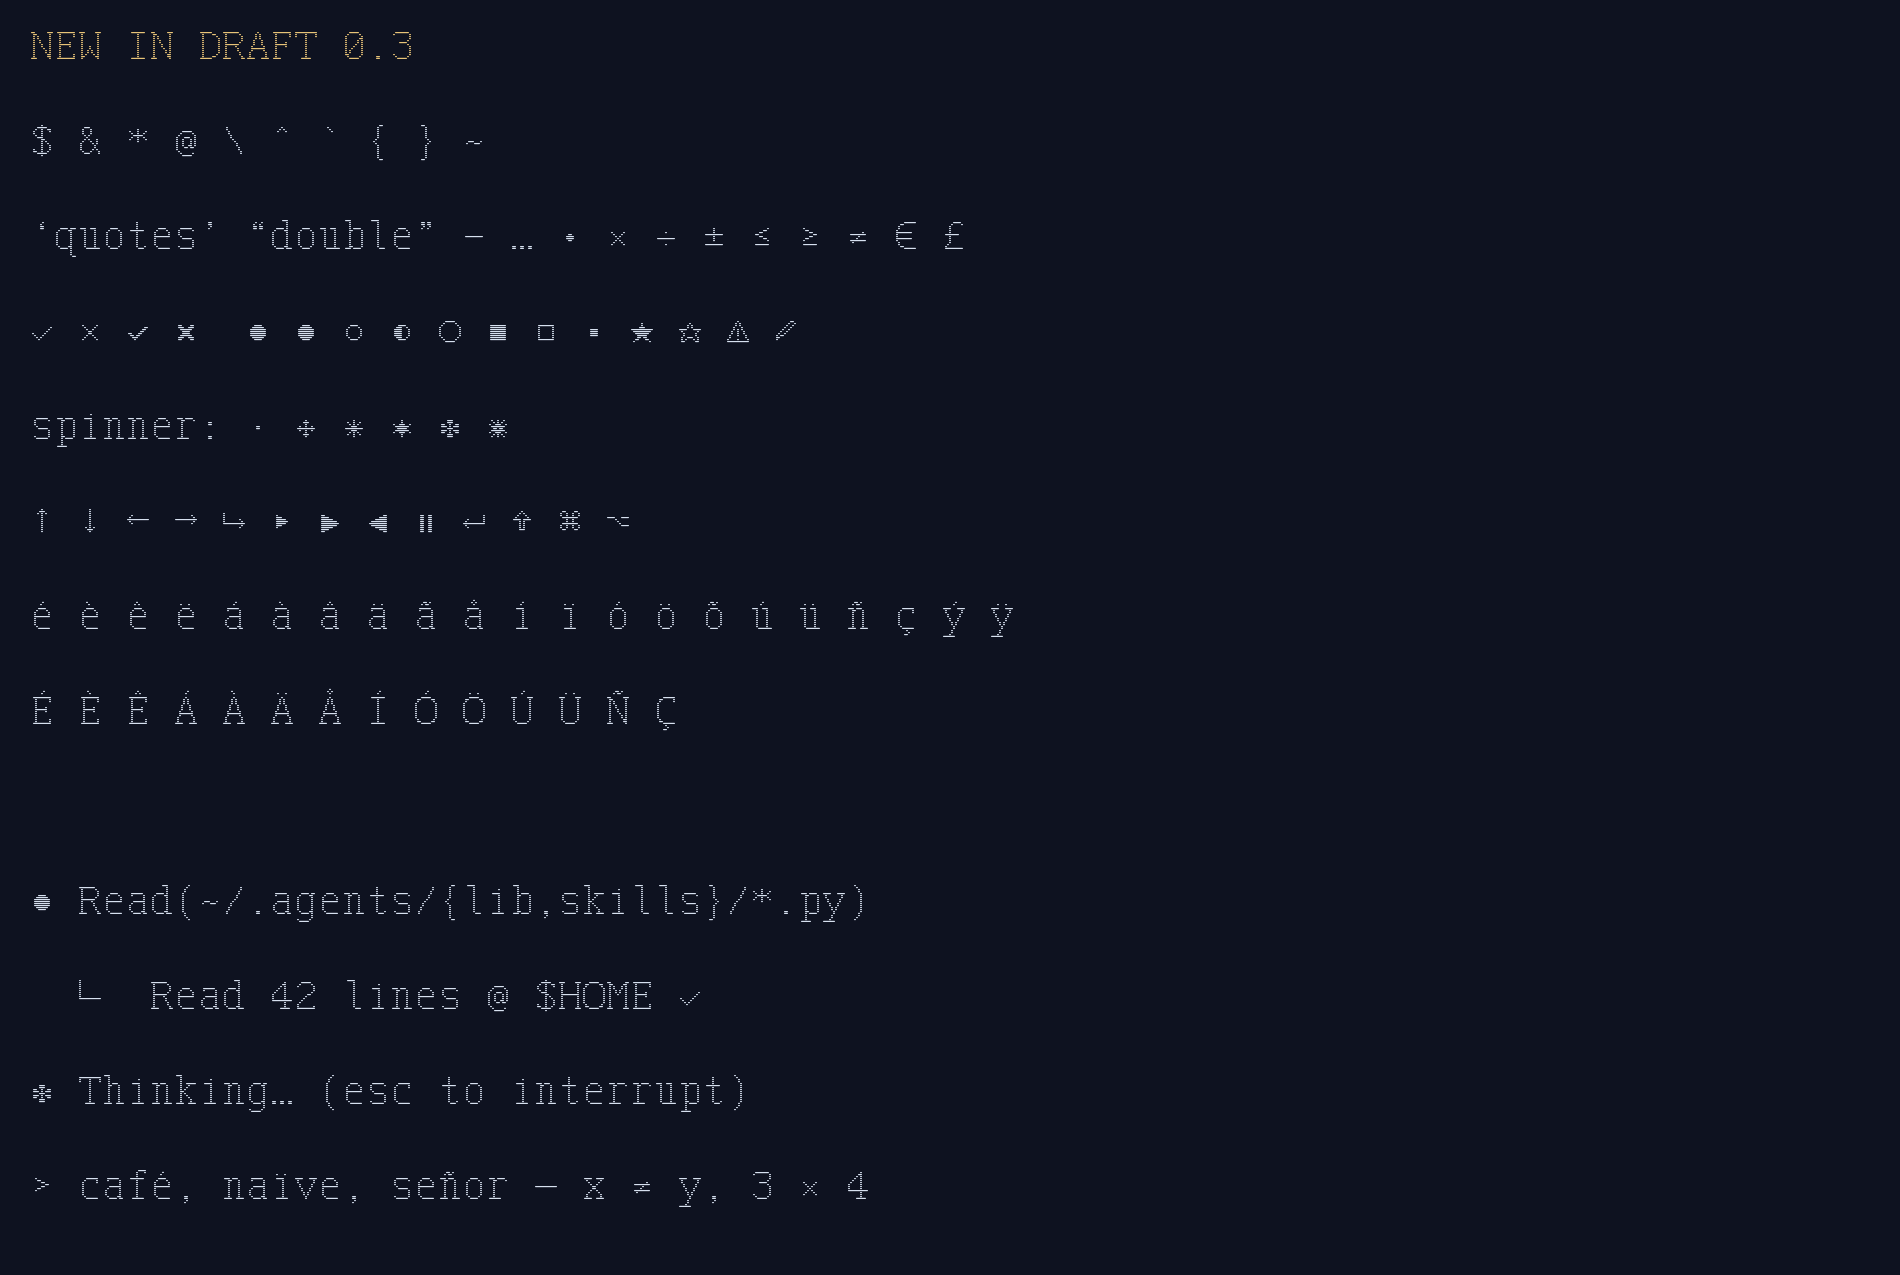 NEW IN DRAFT 0.3
$ & * @ \ ^ ` { } ~
‘quotes’ “double” — … • × ÷ ± ≤ ≥ ≠ € £
✓ ✗ ✔ ✖  ● ● ○ ◐ ◯ ■ □ ▪ ★ ☆ ⚠ ✎
spinner: · ✢ ✳ ✶ ✻ ✽
↑ ↓ ← → ↳ ▸ ▶ ◀ ⏸ ↵ ⇧ ⌘ ⌥
é è ê ë á à â ä ã å í ï ó ö õ ú ü ñ ç ý ÿ
É È Ê Á À Ä Å Í Ó Ö Ú Ü Ñ Ç
● Read(~/.agents/{lib,skills}/*.py)
  ⎿  Read 42 lines @ $HOME ✓
✻ Thinking… (esc to interrupt)
> café, naïve, señor — x ≠ y, 3 × 4